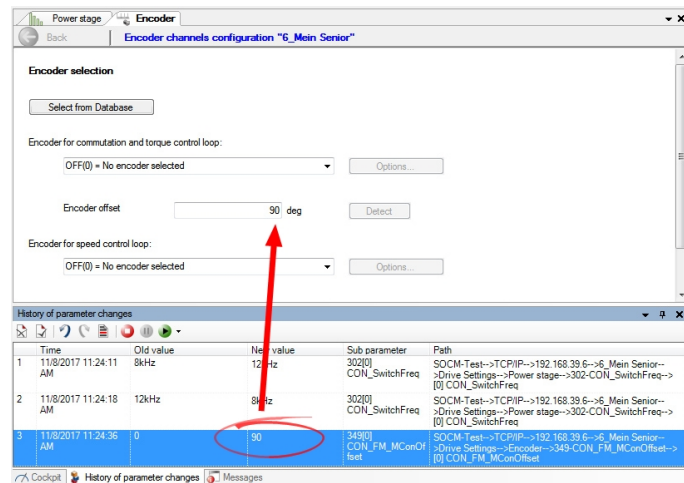 Power stage
Encoder
Back
Encoder channels configuration "6_Mein Senior"
Encoder selection
Select from Database
Encoder for commutation and torque control loop:
OFF(0) = No encoder selected
Options...
Encoder offset
90 deg
Detect
Encoder for speed control loop:
OFF(0) = No encoder selected
Options...
History of parameter changes
Time Old value New value Sub parameter Path
1 11/8/2017 11:24:11 8kHz 12kHz 302[0] SOCM-Test-->TCP/IP-->192.168.39.6-->6_Mein Senior--
AM CON_SwitchFreq >Drive Settings-->Power stage-->302-CON_SwitchFreq-->
[0] CON_SwitchFreq
2 11/8/2017 11:24:18 12kHz 8kHz 302[0] SOCM-Test-->TCP/IP-->192.168.39.6-->6_Mein Senior--
AM CON_SwitchFreq >Drive Settings-->Power stage-->302-CON_SwitchFreq-->
[0] CON_SwitchFreq
3 11/8/2017 11:24:36 0 90 349[0] SOCM-Test-->TCP/IP-->192.168.39.6-->6_Mein Senior--
AM CON_FM_MConOf >Drive Settings-->Encoder-->349-CON_FM_MConOffset-->
fset [0] CON_FM_MConOffset
Cockpit History of parameter changes Messages